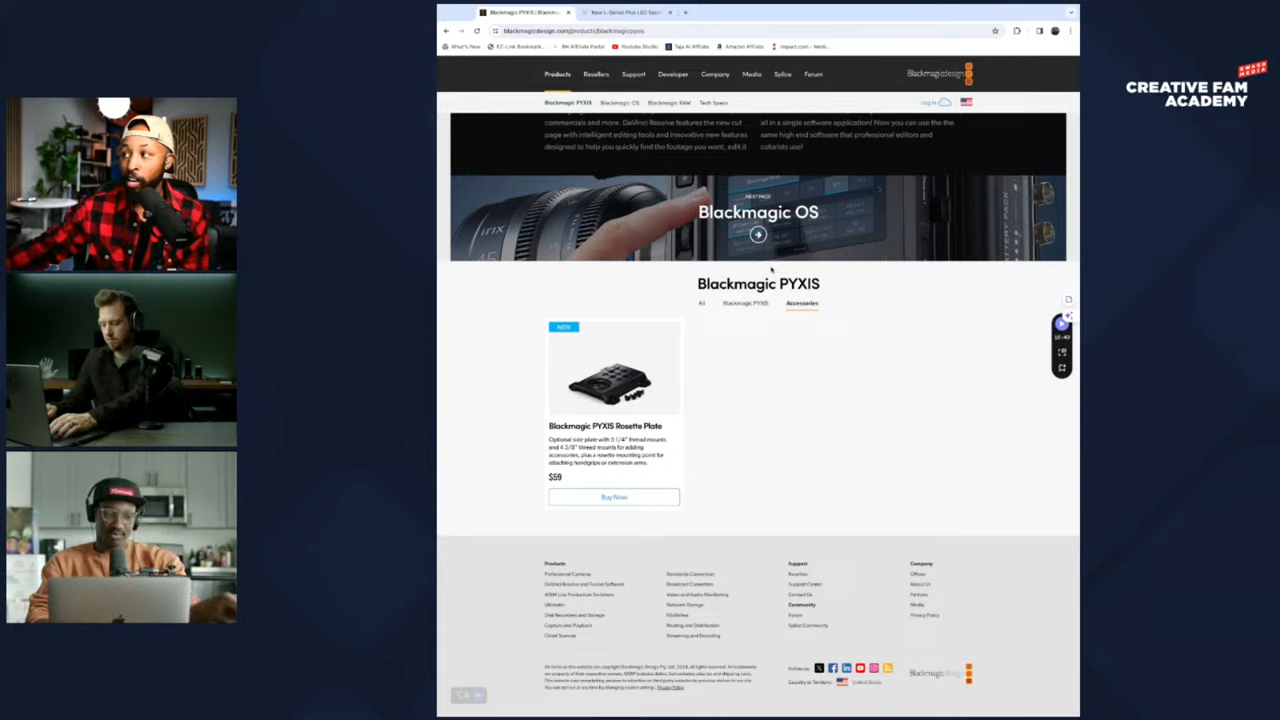 Blackmagic PYXIS | Blackma...
New L-Series Plus LED Spotl
blackmagicdesign.com/products/blackmagicpyxis
What's New
EZ-Link Bookmark...
BH Affiliate Portal
Youtube Studio
Taja AI Affiliate
Amazon Affiliate
impact.com - Medi...
Products
Resellers
Support
Developer
Company
Media
Splice
Forum
Blackmagicdesign
SWASH
MEDIA
CREATIVE FAM
ACADEMY
Blackmagic PYXIS
Blackmagic OS
Blackmagic RAW
Tech Specs
Log In
commercials and more. DaVinci Resolve features the new cut
page with intelligent editing tools and innovative new features
designed to help you quickly find the footage you want, edit it
all in a single software application! Now you can use the the
same high end software that professional editors and
colorists use!
irix
45
BATTERY PACK
NEXT PAGE
Blackmagic OS
Blackmagic PYXIS
All
Blackmagic PYXIS
Accessories
16:40
NEW
Blackmagic PYXIS Rosette Plate
Optional side plate with 5 1/4" thread mounts
and 4 3/8" thread mounts for adding
accessories, plus a rosette mounting point for
attaching handgrips or extension arms.
$59
Buy Now
Products
Professional Cameras
DaVinci Resolve and Fusion Software
ATEM Live Production Switchers
Ultimatte
Disk Recorders and Storage
Capture and Playback
Cintel Scanner
Standards Conversion
Broadcast Converters
Video and Audio Monitoring
Network Storage
MultiView
Routing and Distribution
Streaming and Encoding
Support
Resellers
Support Center
Contact Us
Community
Forum
Splice Community
Company
Offices
About Us
Partners
Media
Privacy Policy
All items on this website are copyright Blackmagic Design Pty. Ltd. 2024, all rights reserved. All trademarks
are property of their respective owners. MSRP includes duties, but excludes sales tax and shipping costs.
This website uses remarketing services to advertise on third party websites to previous visitors to our site.
You can opt out at any time by changing cookie settings. Privacy Policy
Follow us:
Country or Territory:
United States
Blackmagicdesign